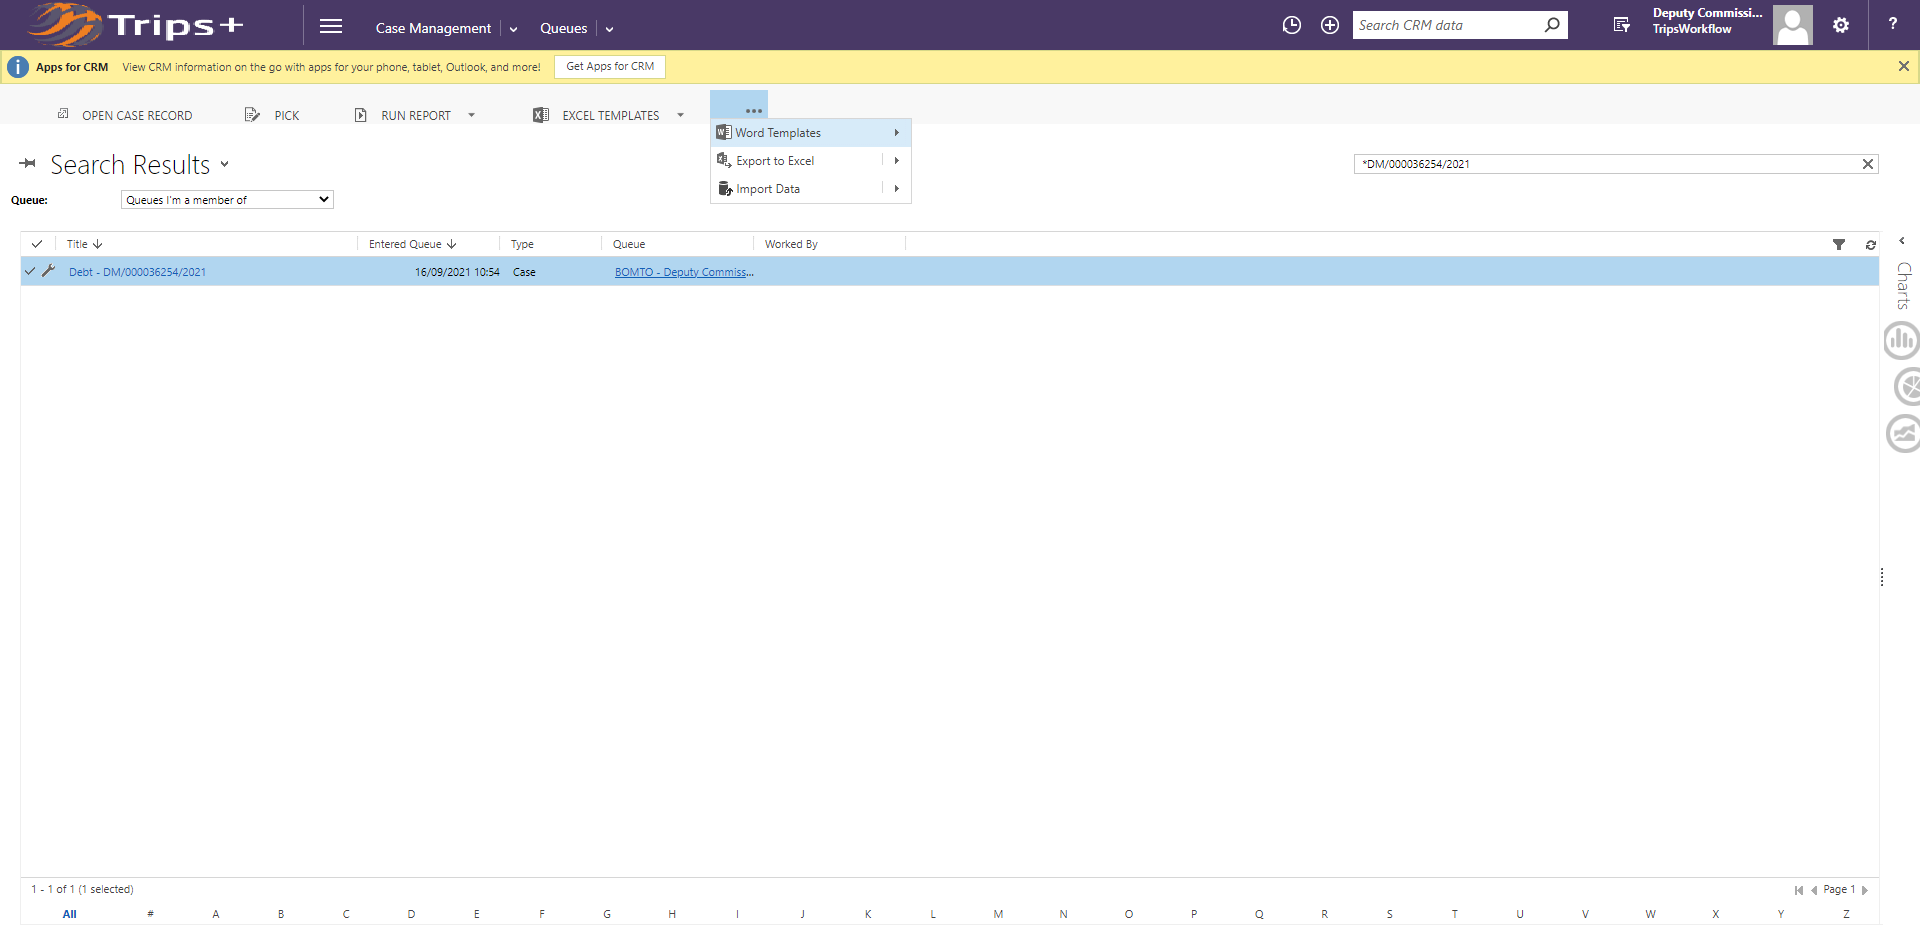 Trips+
Case Management
Queues
Search CRM data
Deputy Commissi...
TripsWorkflow
?
Apps for CRM View CRM information on the go with apps for your phone, tablet, Outlook, and more! Get Apps for CRM
OPEN CASE RECORD PICK RUN REPORT EXCEL TEMPLATES ...
Word Templates
Export to Excel
Import Data
Search Results
*DM/000036254/2021
Queue: Queues I'm a member of
Title Entered Queue Type Queue Worked By
Debt - DM/000036254/2021 16/09/2021 10:54 Case BOMTO - Deputy Commiss...
Charts
1 - 1 of 1 (1 selected) Page 1
All # A B C D E F G H I J K L M N O P Q R S T U V W X Y Z